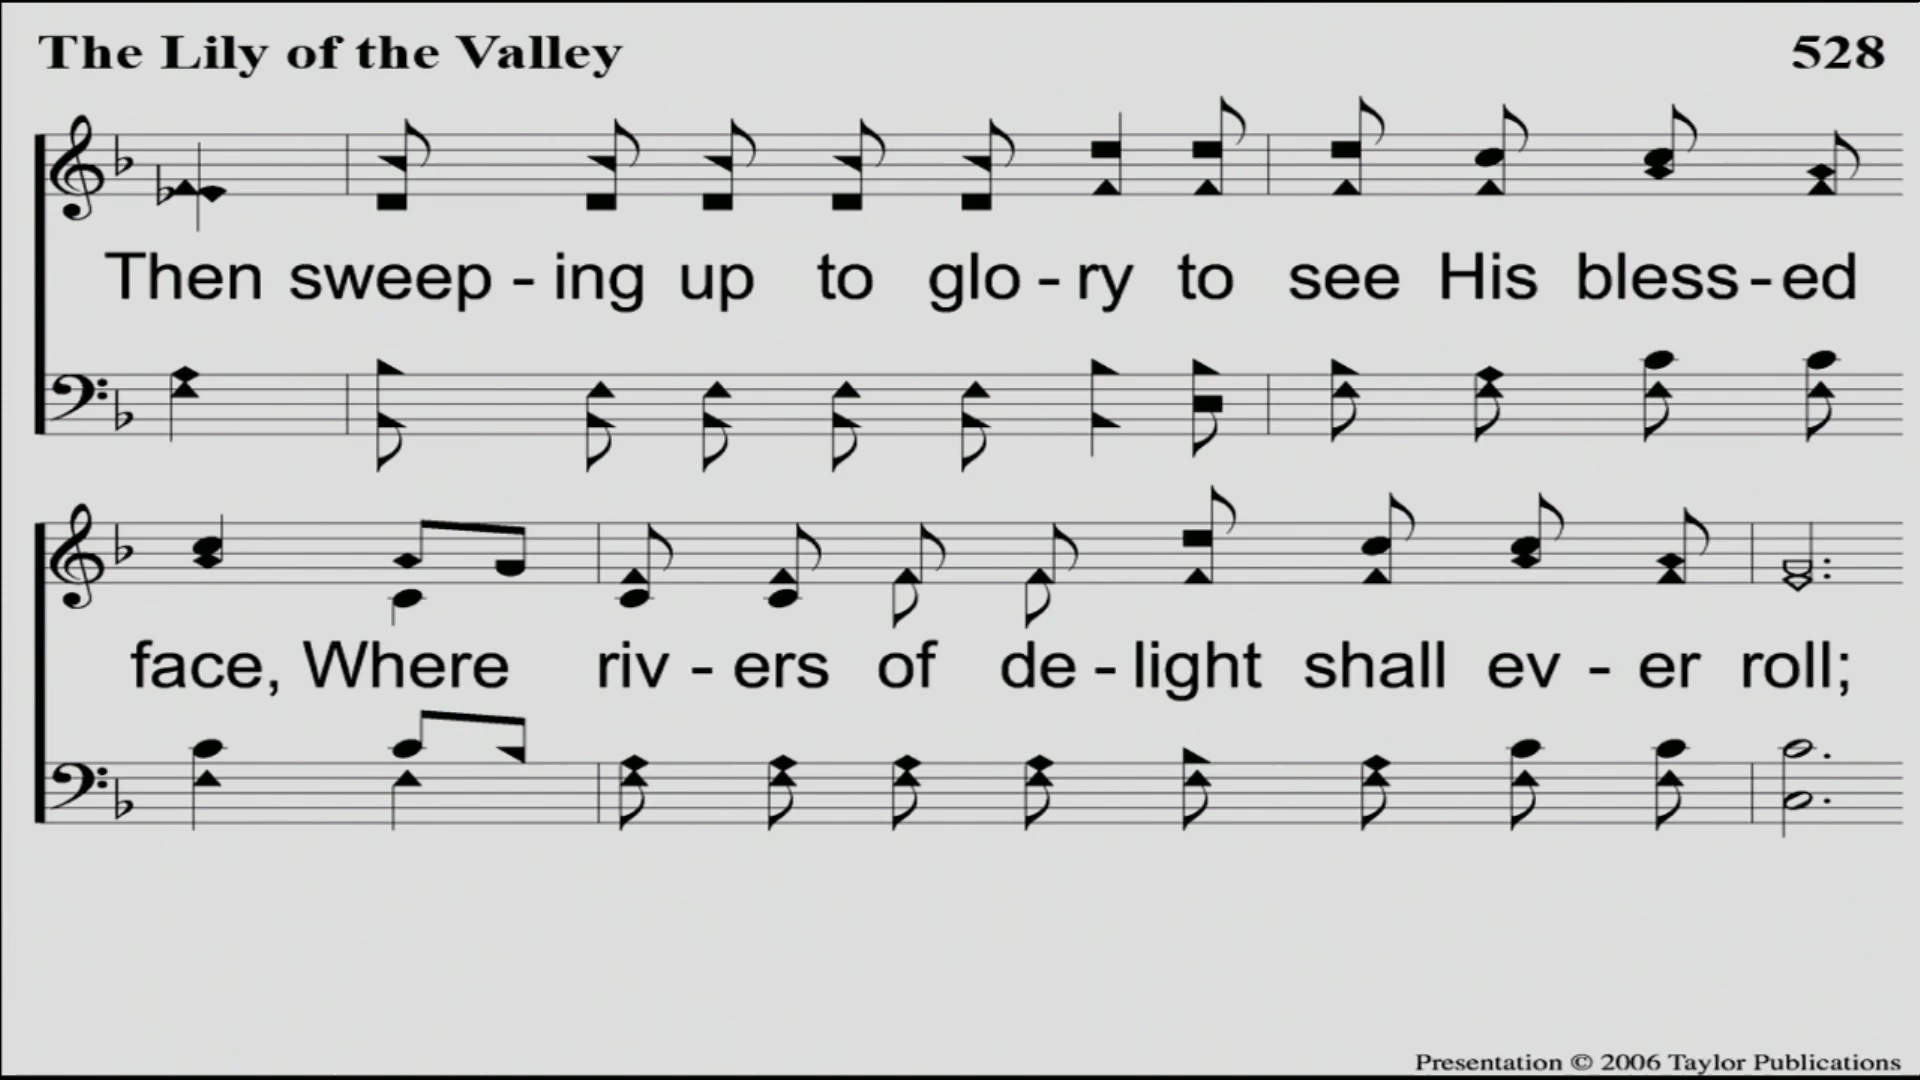 The Lily of the Valley 528
Then sweep - ing up to glo - ry to see His bless - ed
face, Where riv - ers of de - light shall ev - er roll;
Presentation © 2006 Taylor Publications